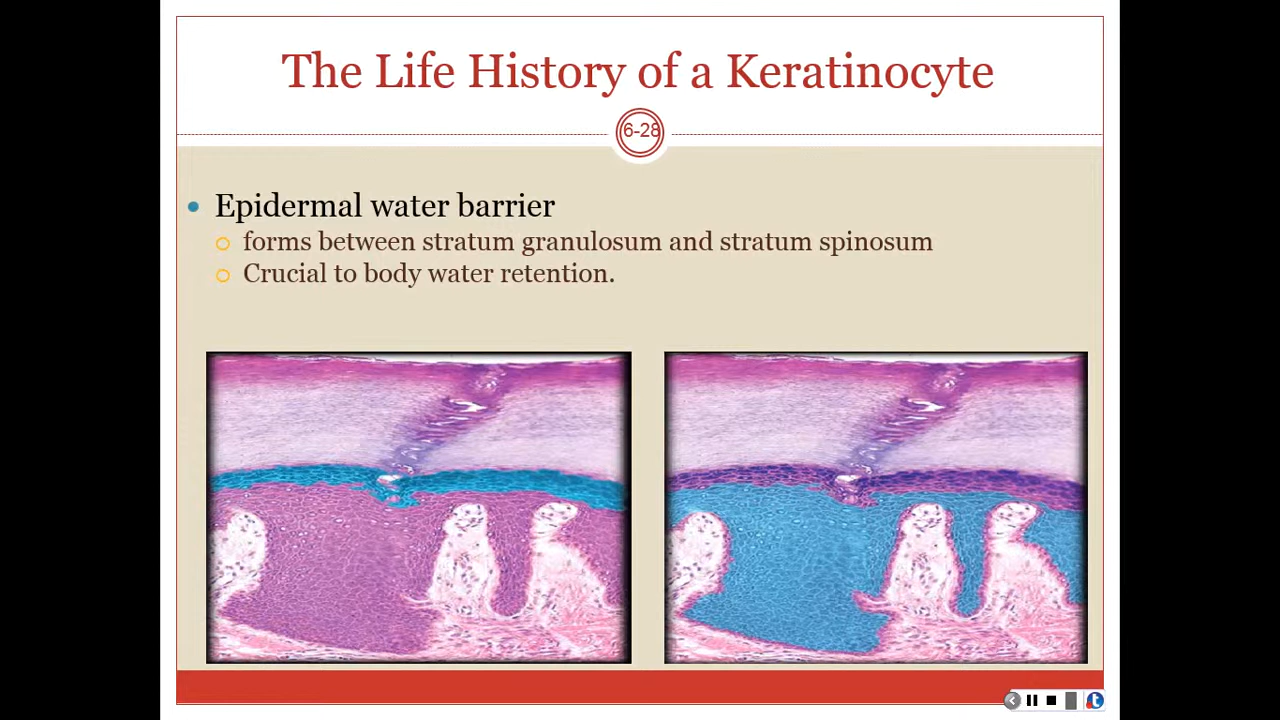 The Life History of a Keratinocyte
6-28
Epidermal water barrier
forms between stratum granulosum and stratum spinosum
Crucial to body water retention.
t